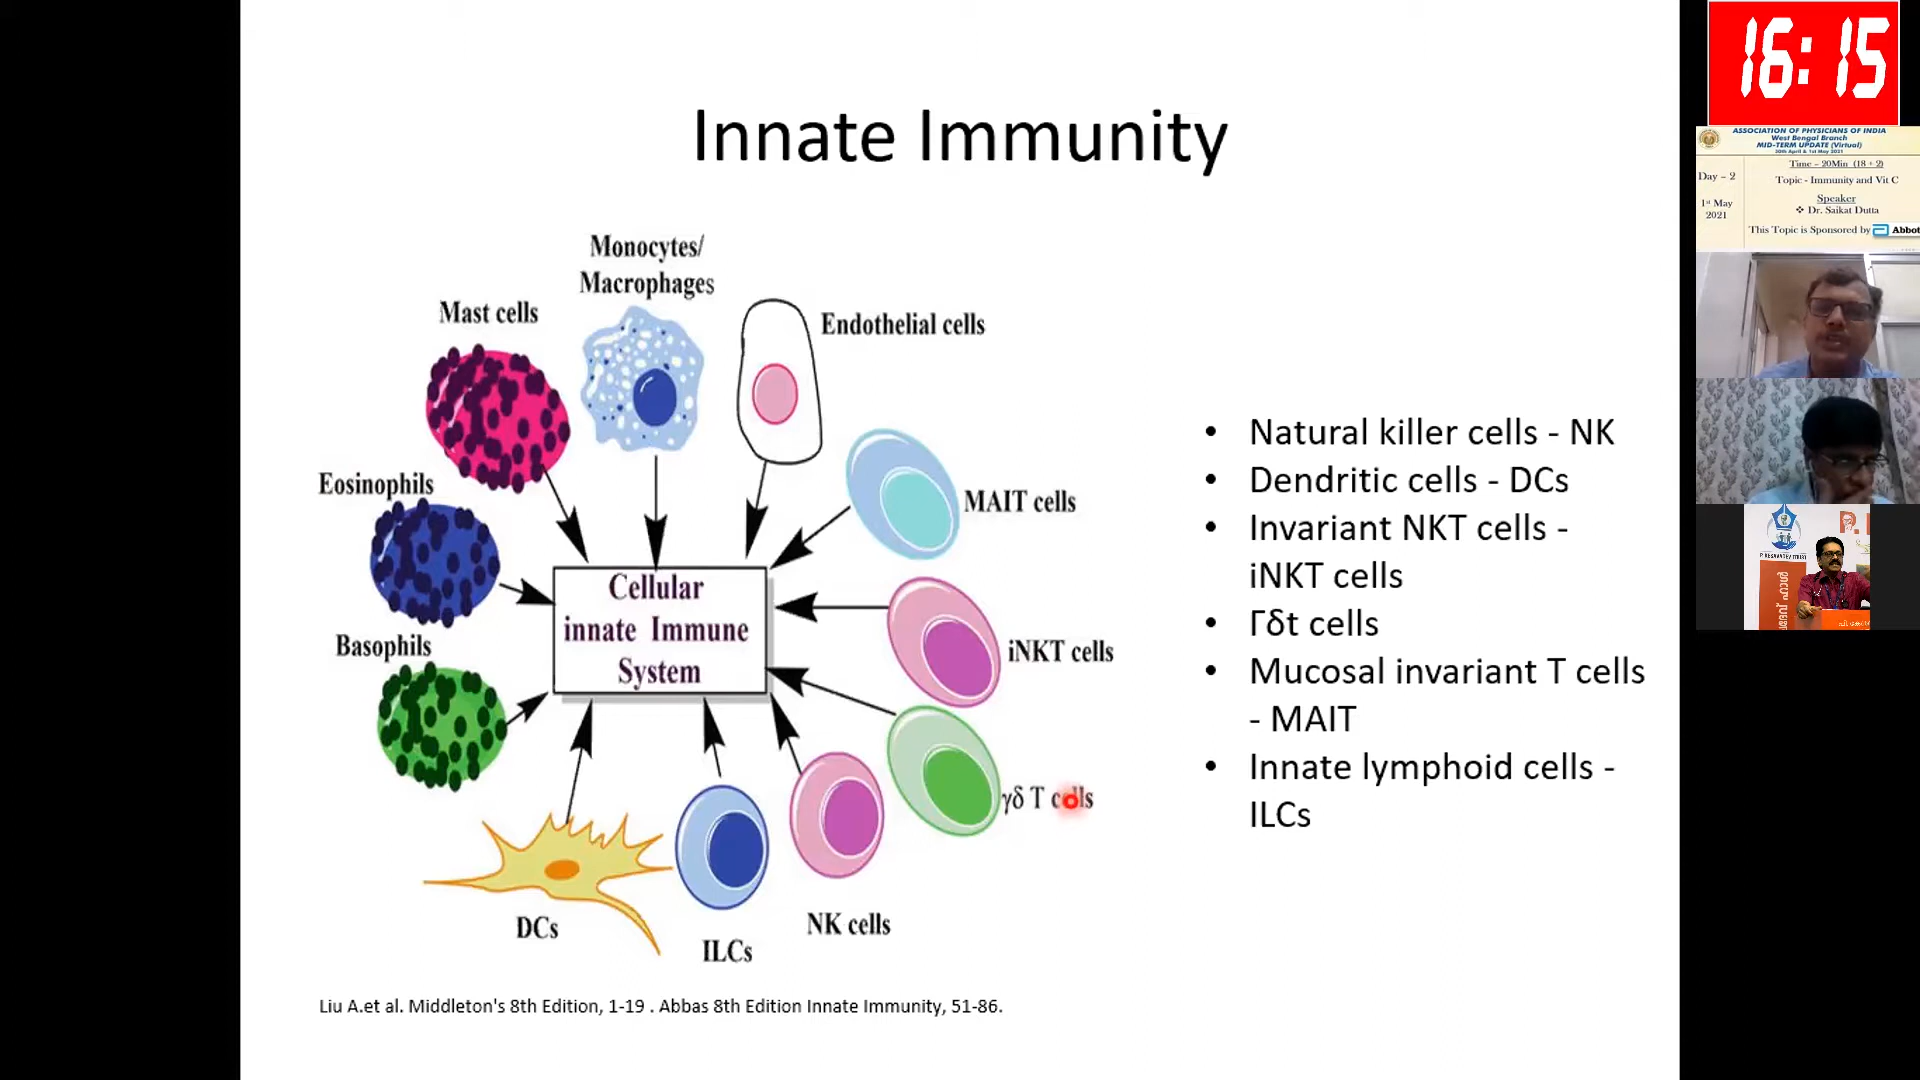 Innate Immunity
Monocytes/
Macrophages
Mast cells
Endothelial cells
Eosinophils
MAIT cells
Cellular
innate Immune
System
Basophils
iNKT cells
γδ T cells
DCs
ILCs
NK cells
• Natural killer cells - NK
• Dendritic cells - DCs
• Invariant NKT cells -
iNKT cells
• Γδt cells
• Mucosal invariant T cells
- MAIT
• Innate lymphoid cells -
ILCs
Liu A.et al. Middleton's 8th Edition, 1-19 . Abbas 8th Edition Innate Immunity, 51-86.
16:15
ASSOCIATION OF PHYSICIANS OF INDIA
West Bengal Branch
MID-TERM UPDATE (Virtual)
30th April & 1st May 2021
Time – 20Min (18 + 2)
Day – 2
Topic - Immunity and Vit C
1st May
2021
Speaker
❖ Dr. Saikat Dutta
This Topic is Sponsored by Abbot
P. KESAVADEV TRUST